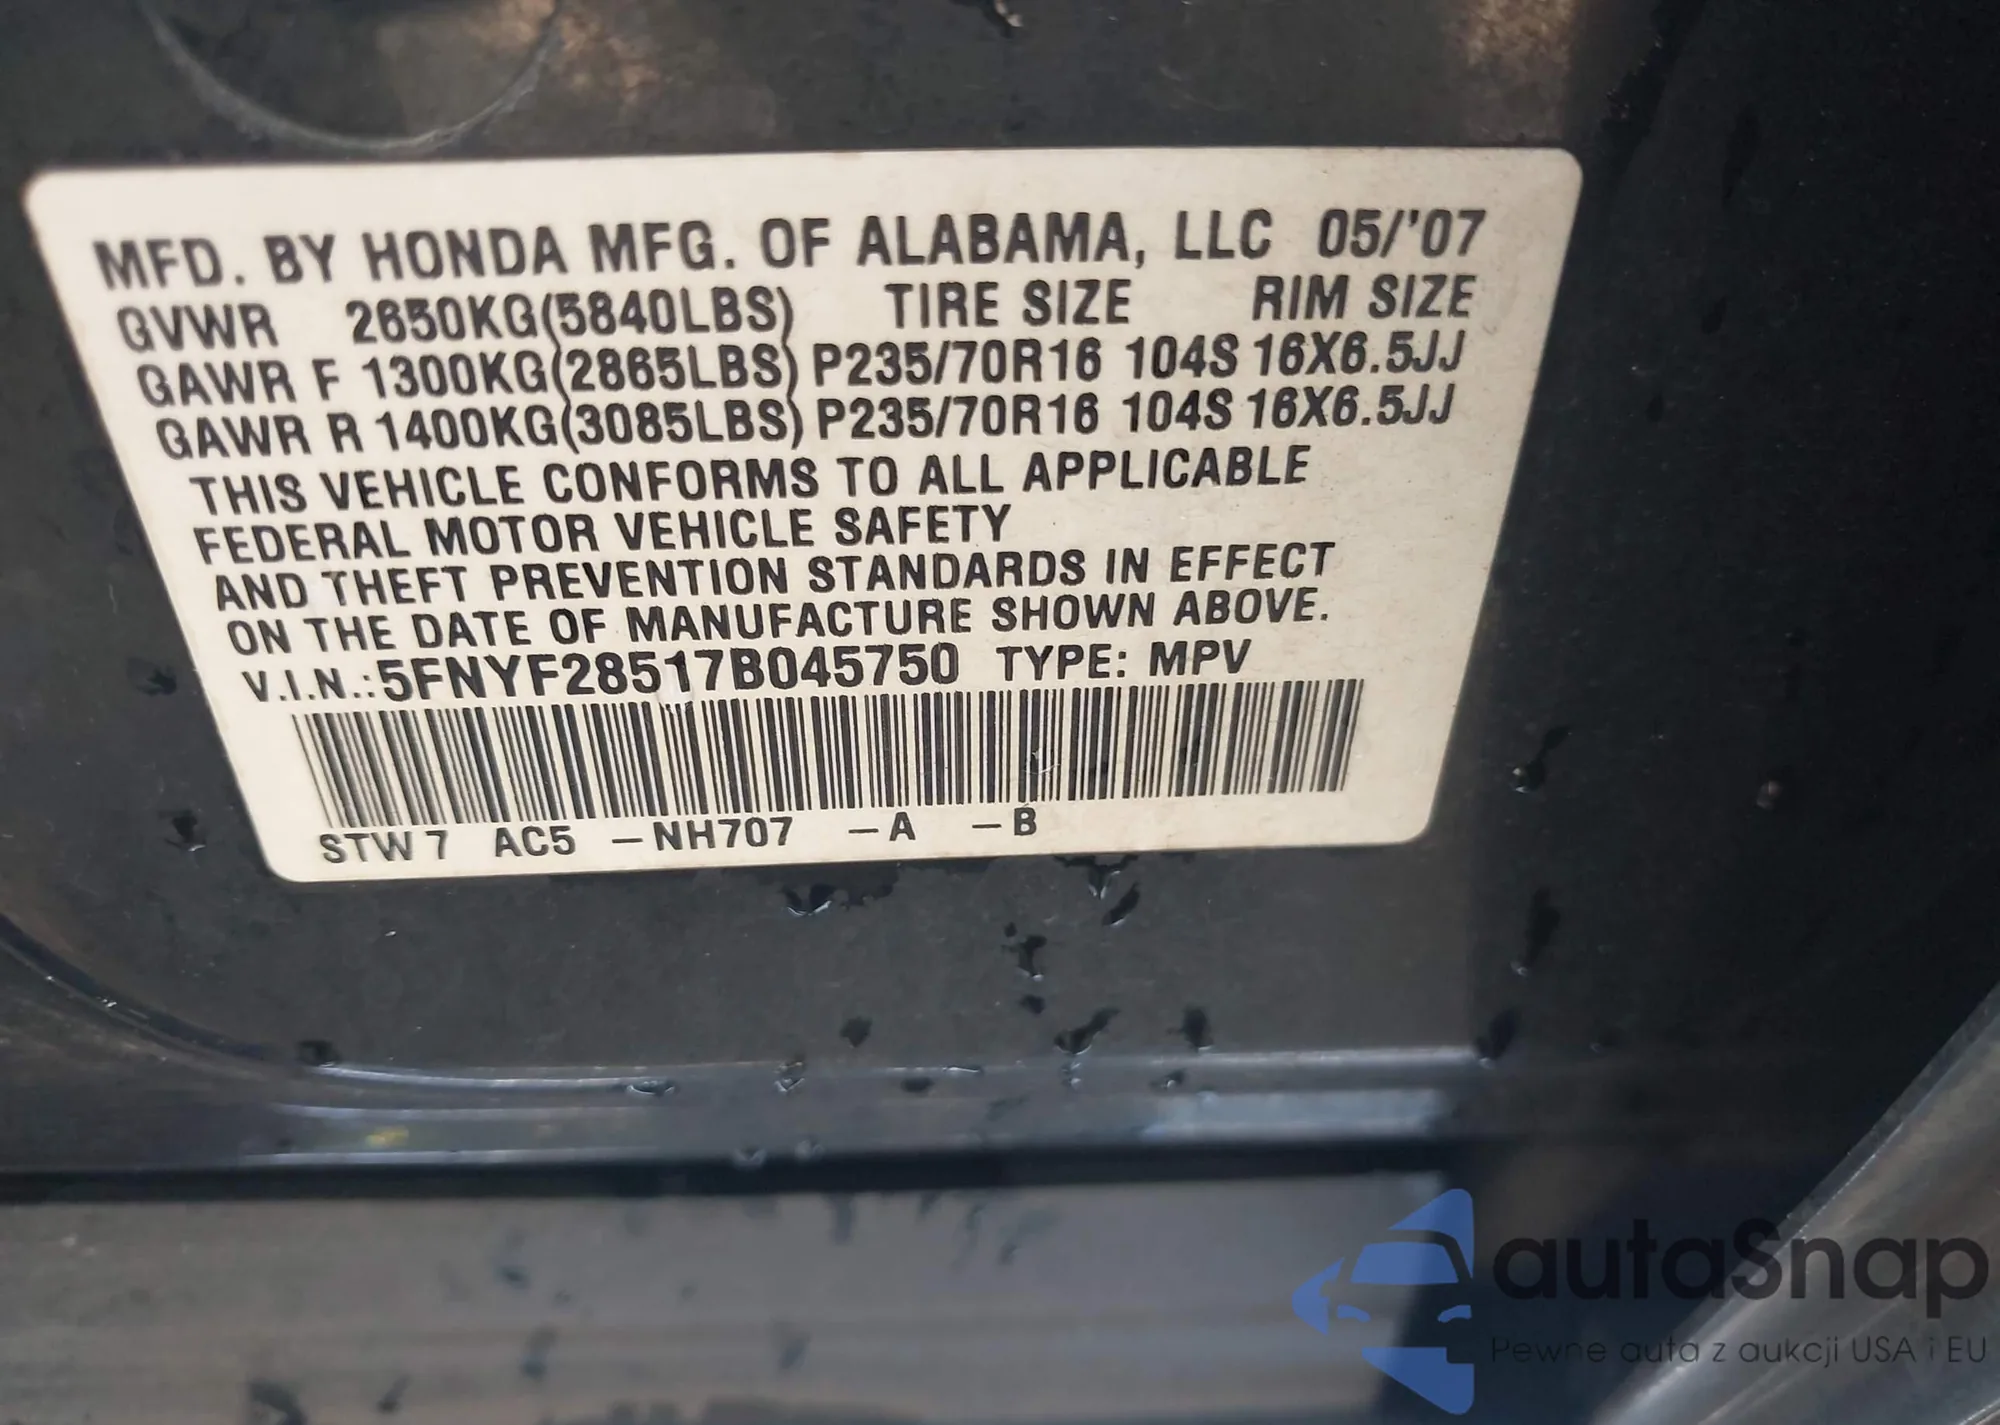 MFD. BY HONDA MFG. OF ALABAMA, LLC 05/'07
GVWR 2650KG(5840LBS) TIRE SIZE RIM SIZE
GAWR F 1300KG(2865LBS) P235/70R16 104S 16X6.5JJ
GAWR R 1400KG(3085LBS) P235/70R16 104S 16X6.5JJ
THIS VEHICLE CONFORMS TO ALL APPLICABLE
FEDERAL MOTOR VEHICLE SAFETY
AND THEFT PREVENTION STANDARDS IN EFFECT
ON THE DATE OF MANUFACTURE SHOWN ABOVE.
V.I.N.:5FNYF28517B045750 TYPE: MPV
STW7 AC5 –NH707 –A –B
autaSnap
Pewne auta z aukcji USA i EU